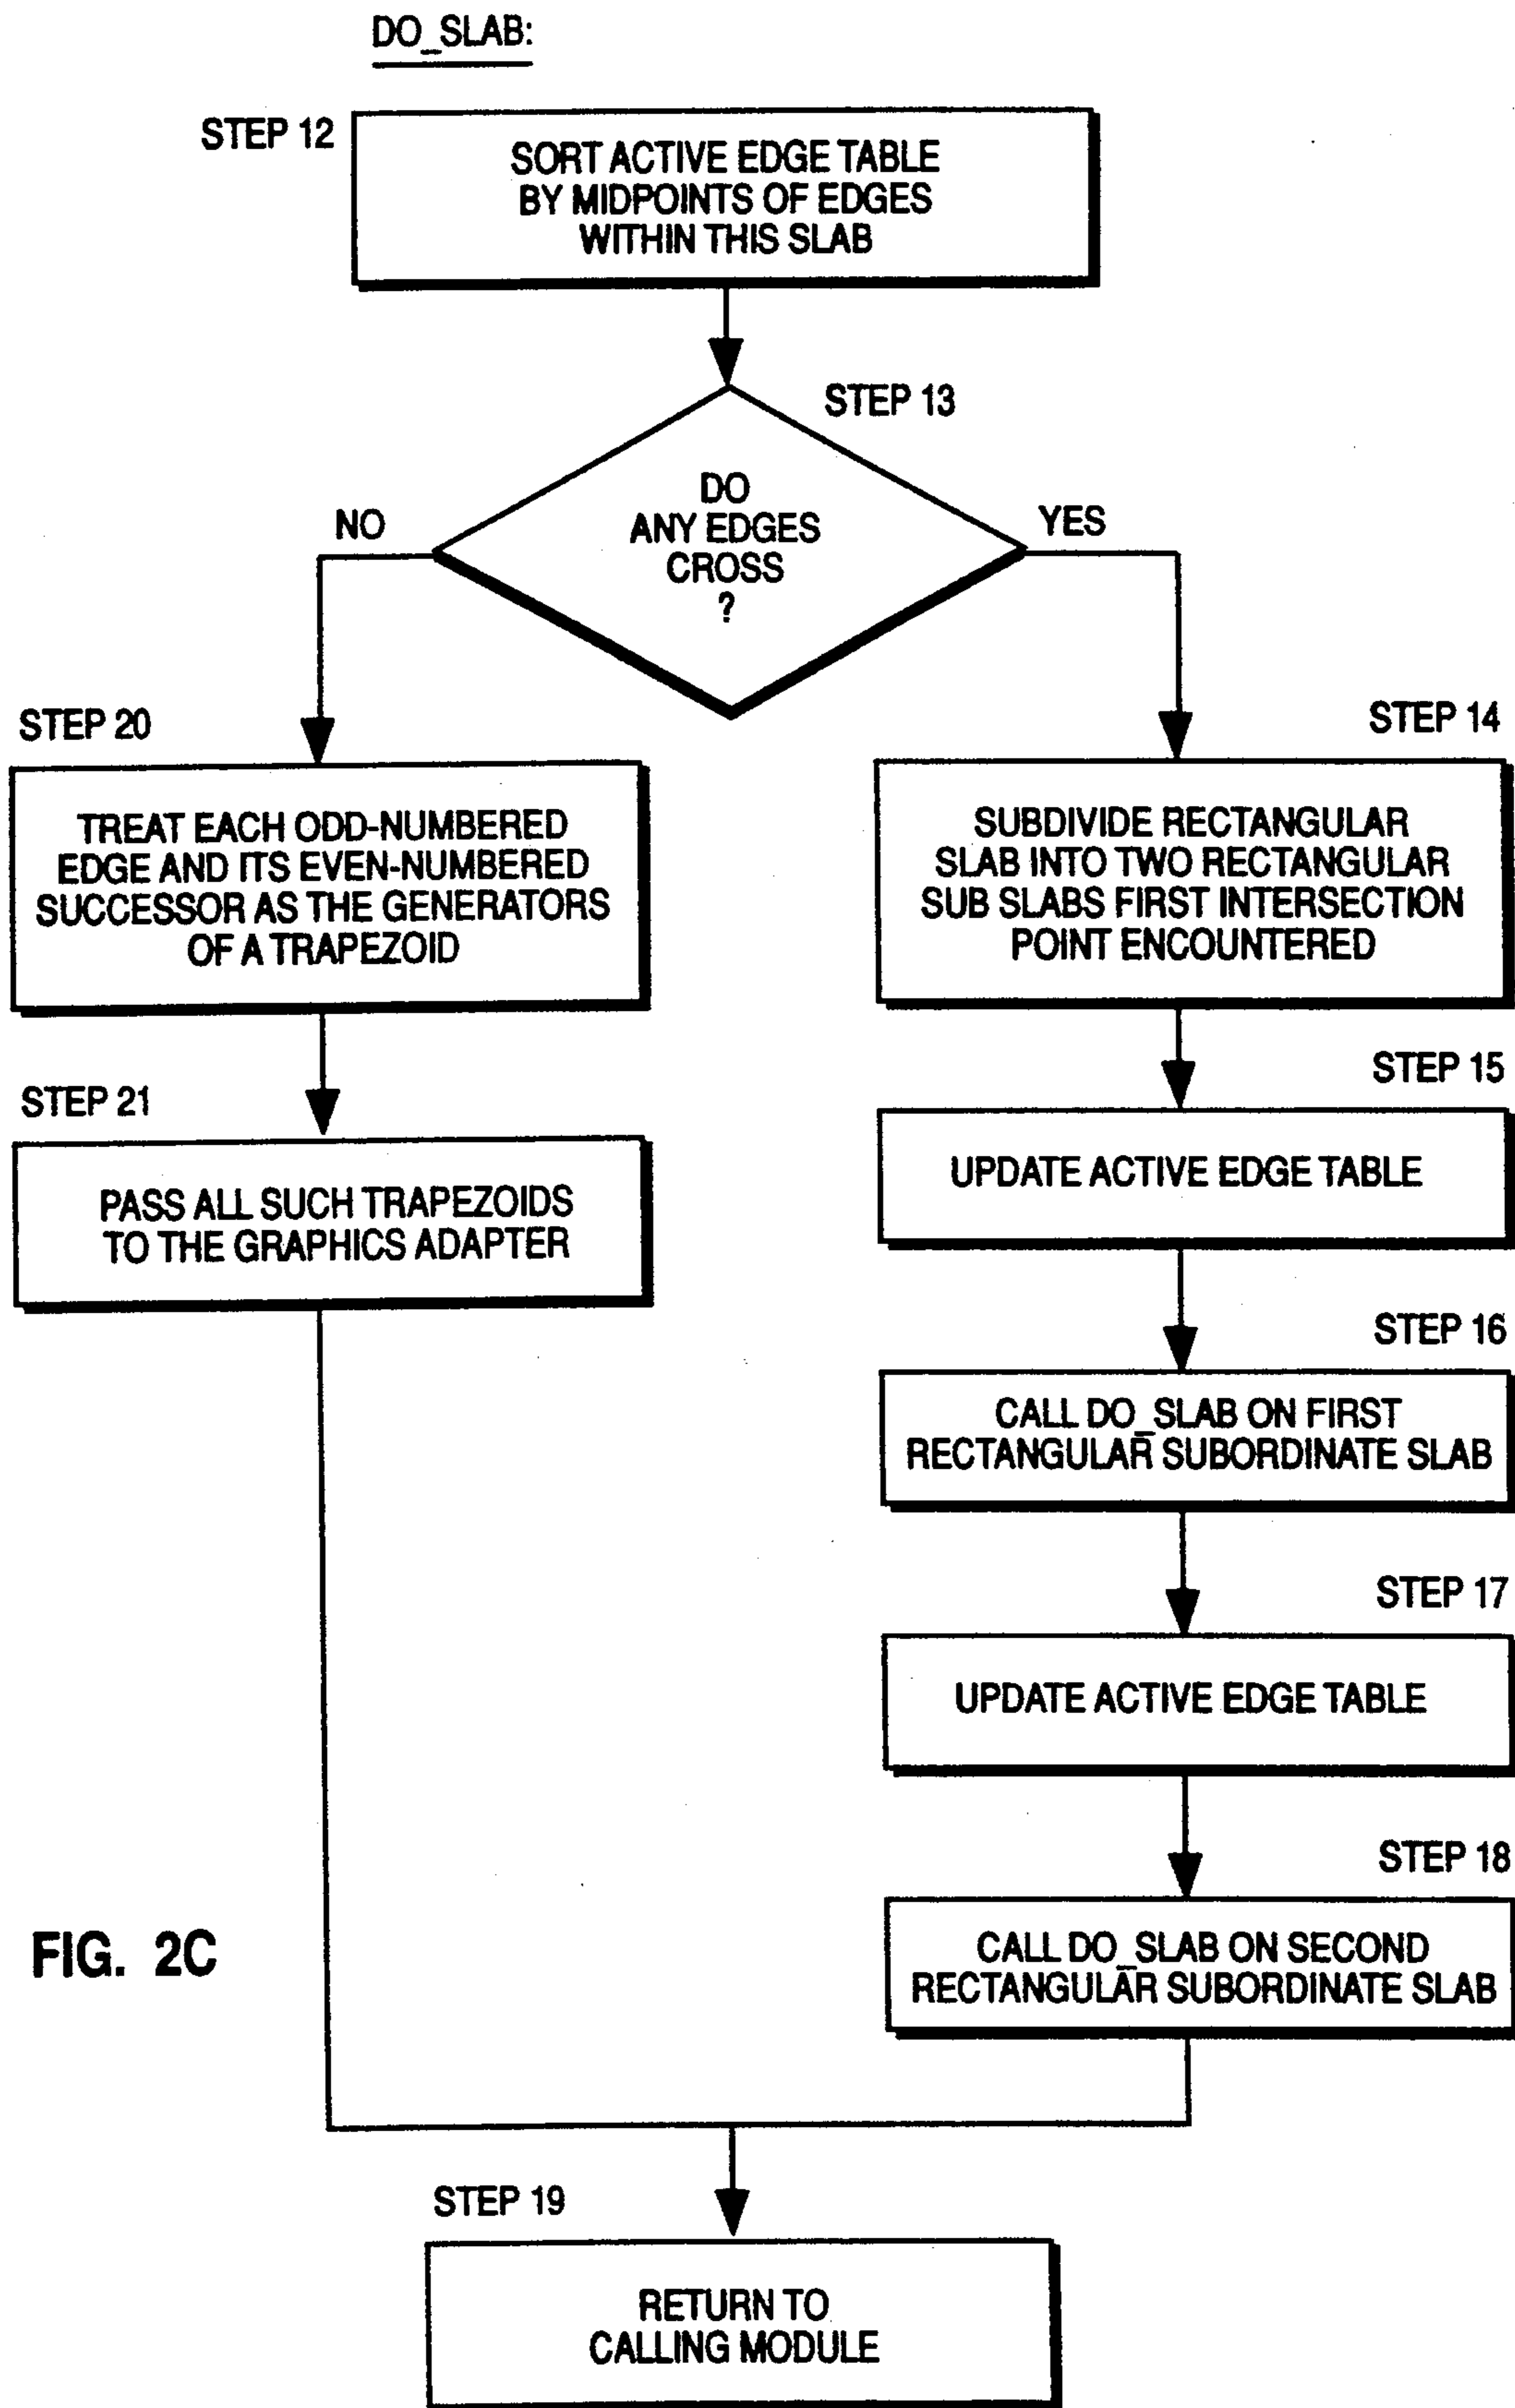 DO_SLAB:
STEP 12
SORT ACTIVE EDGE TABLE
BY MIDPOINTS OF EDGES
WITHIN THIS SLAB
STEP 13
DO
ANY EDGES
CROSS
?
NO
YES
STEP 20
TREAT EACH ODD-NUMBERED
EDGE AND ITS EVEN-NUMBERED
SUCCESSOR AS THE GENERATORS
OF A TRAPEZOID
STEP 21
PASS ALL SUCH TRAPEZOIDS
TO THE GRAPHICS ADAPTER
STEP 14
SUBDIVIDE RECTANGULAR
SLAB INTO TWO RECTANGULAR
SUB SLABS FIRST INTERSECTION
POINT ENCOUNTERED
STEP 15
UPDATE ACTIVE EDGE TABLE
STEP 16
CALL DO_SLAB ON FIRST
RECTANGULAR SUBORDINATE SLAB
STEP 17
UPDATE ACTIVE EDGE TABLE
STEP 18
CALL DO_SLAB ON SECOND
RECTANGULAR SUBORDINATE SLAB
STEP 19
RETURN TO
CALLING MODULE
FIG. 2C